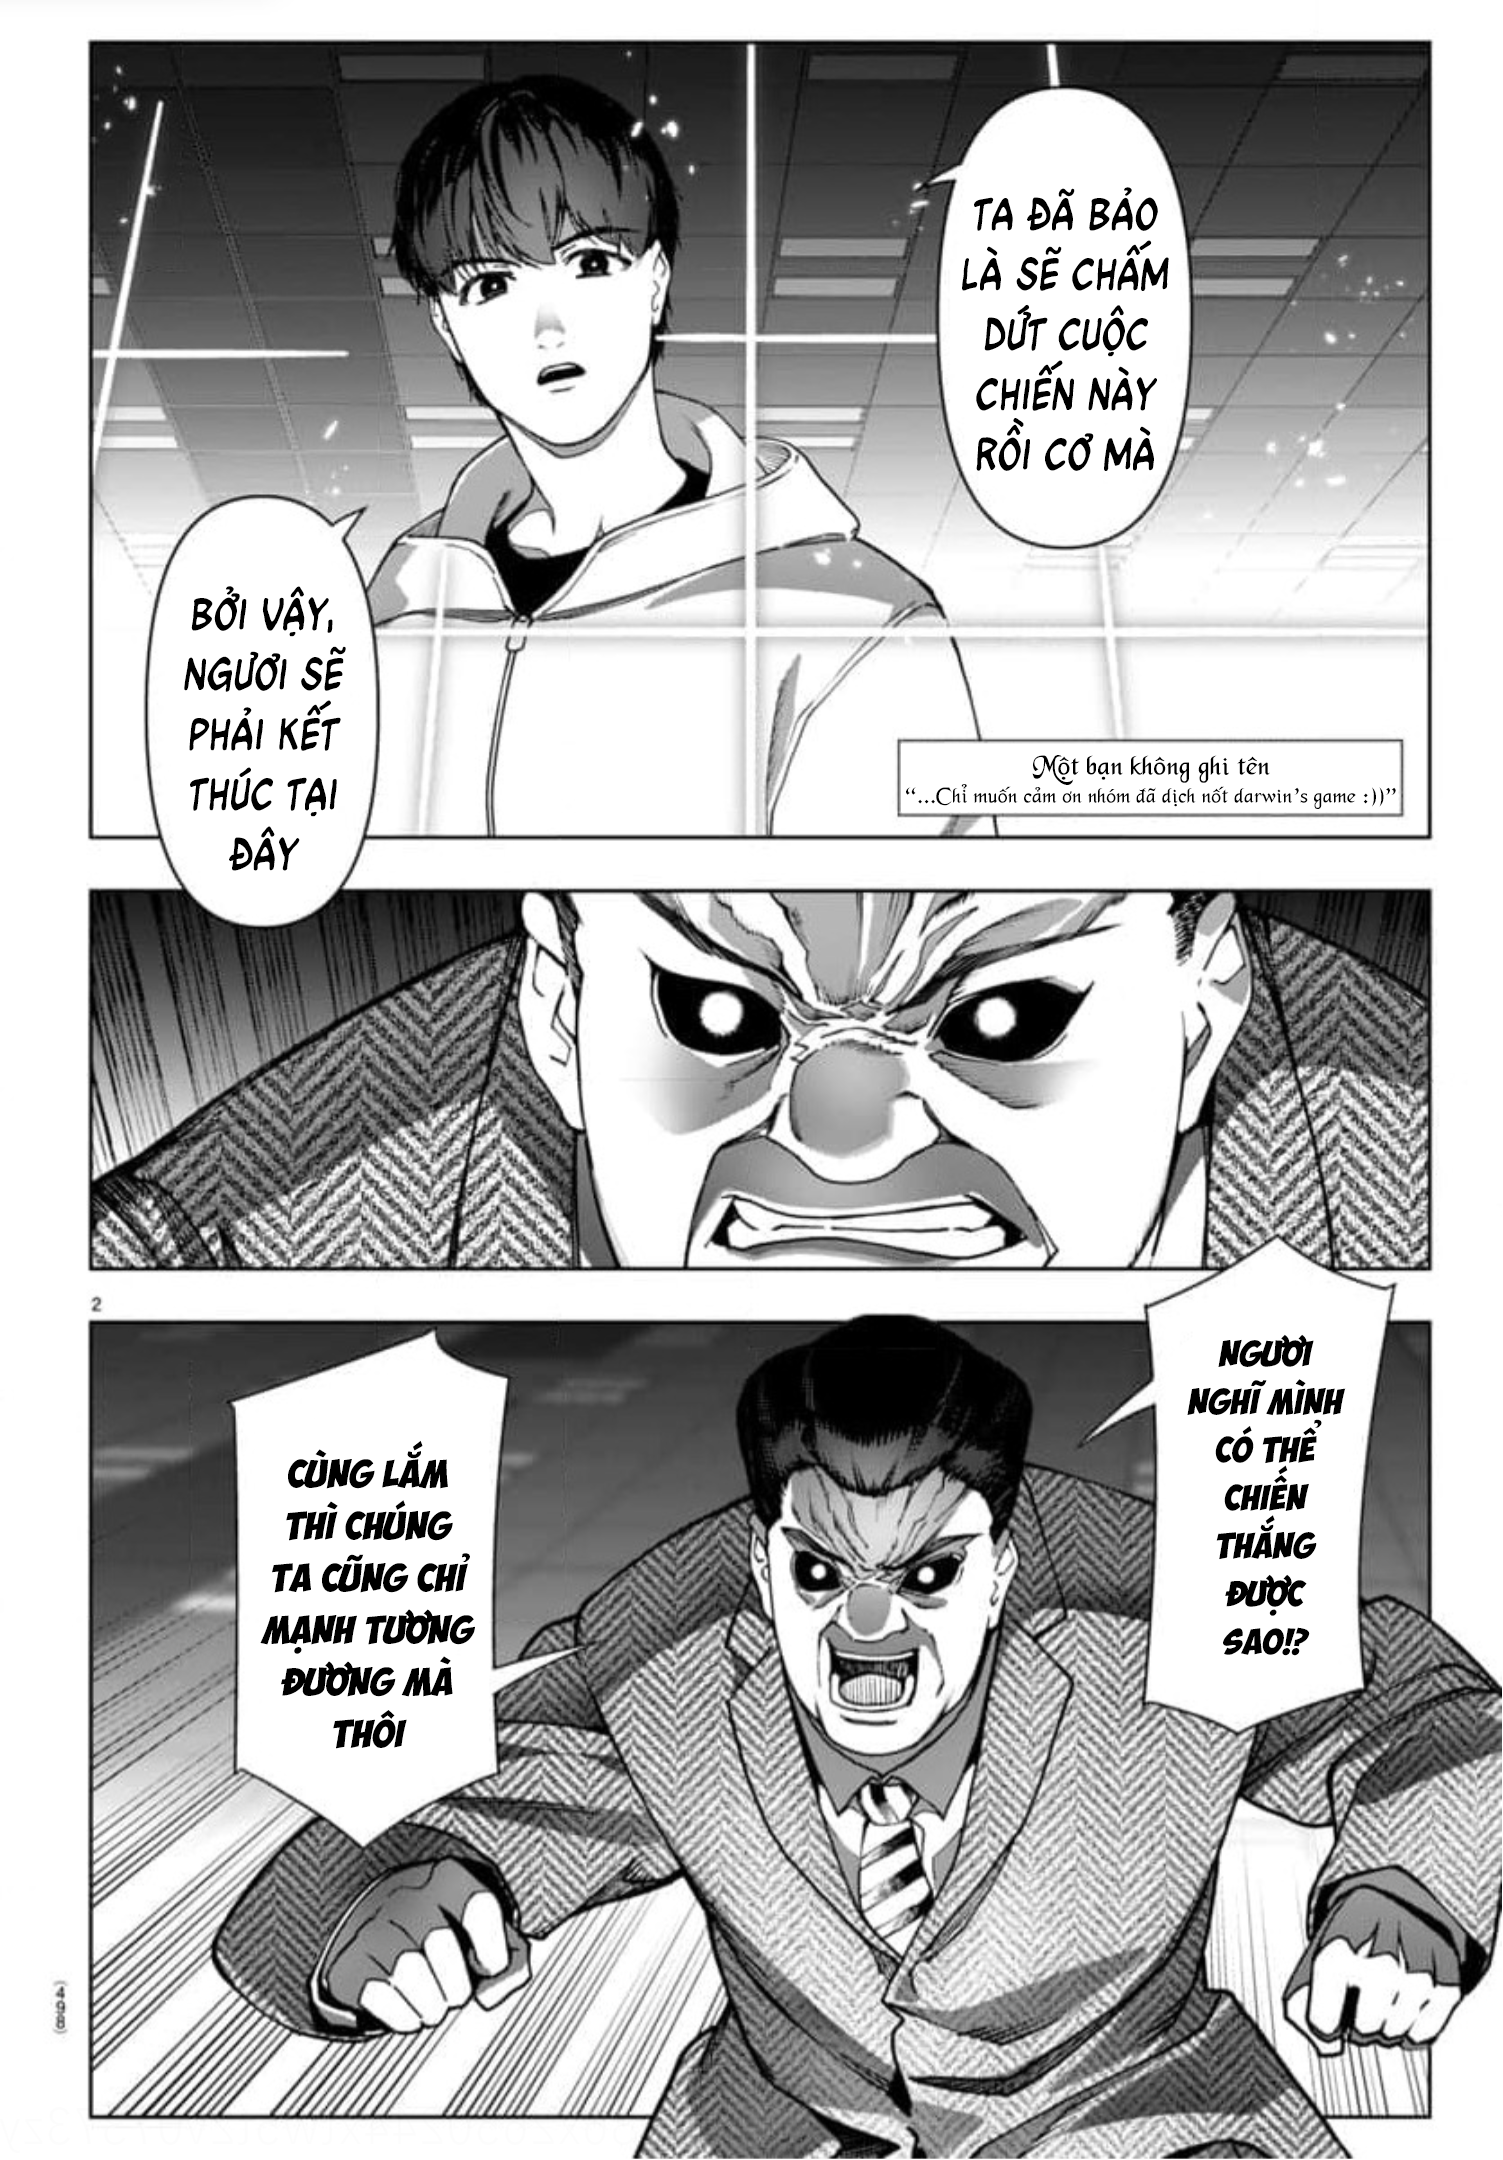 TA ĐÃ BẢO
LÀ SẼ CHẤM
DỨT CUỘC
CHIẾN NÀY
RỒI CƠ MÀ
BỞI VẬY,
NGƯƠI SẼ
PHẢI KẾT
THÚC TẠI
ĐÂY
Một bạn không ghi tên
“...Chỉ muốn cảm ơn nhóm đã dịch nốt darwin’s game :))”
2
NGƯƠI
NGHĨ MÌNH
CÓ THỂ
CHIẾN
THẮNG
ĐƯỢC
SAO!?
CÙNG LẮM
THÌ CHÚNG
TA CŨNG CHỈ
MẠNH TƯƠNG
ĐƯƠNG MÀ
THÔI
(498)